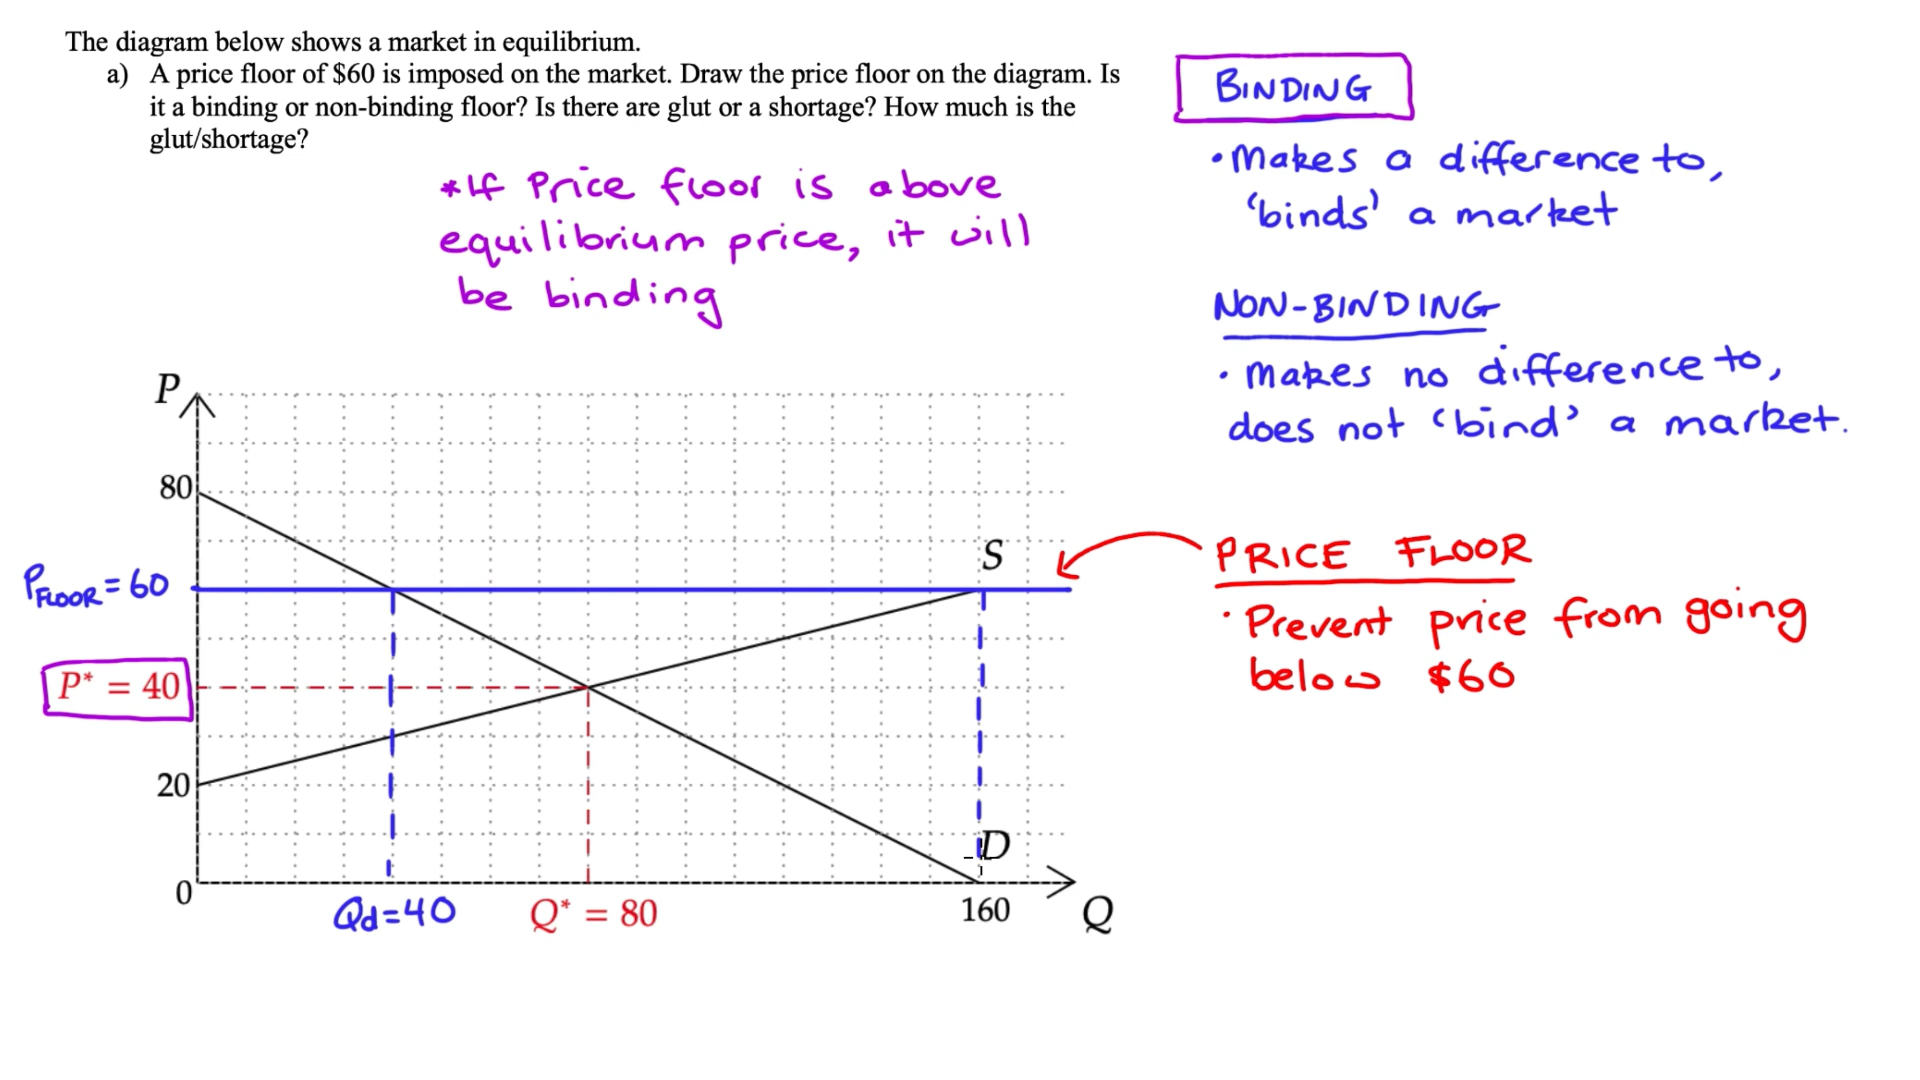 The diagram below shows a market in equilibrium.
a) A price floor of $60 is imposed on the market. Draw the price floor on the diagram. Is
it a binding or non-binding floor? Is there are glut or a shortage? How much is the
glut/shortage?
*If Price floor is above
equilibrium price, it will
be binding
BINDING
• Makes a difference to,
'binds' a market
NON-BINDING
• makes no difference to,
does not 'bind' a market.
PRICE FLOOR
• Prevent price from going
below $60
P
80
S
PFLOOR = 60
P* = 40
20
D
0
Qd=40
Q* = 80
160
Q